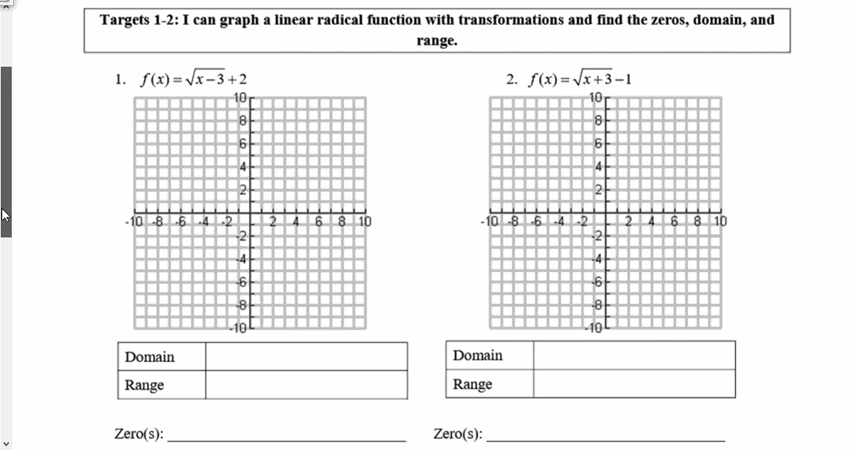 Targets 1-2: I can graph a linear radical function with transformations and find the zeros, domain, and
range.
1. f(x) = √x−3 + 2
2. f(x) = √x+3 − 1
10
8
6
4
2
-10 -8 -6 -4 -2 2 4 6 8 10
-2
-4
-6
-8
-10
10
8
6
4
2
-10 -8 -6 -4 -2 2 4 6 8 10
-2
-4
-6
-8
-10
Domain
Range
Domain
Range
Zero(s):
Zero(s):